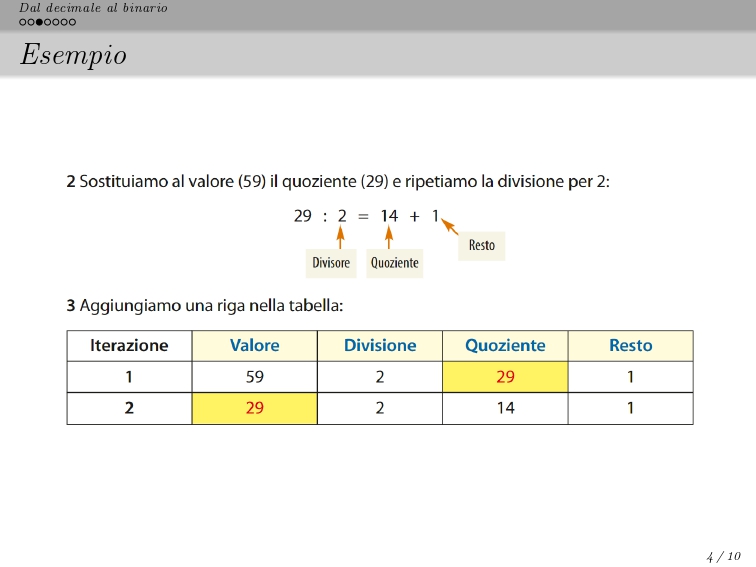 Dal decimale al binario
Esempio
2 Sostituiamo al valore (59) il quoziente (29) e ripetiamo la divisione per 2:
29 : 2 = 14 + 1
Resto
Divisore Quoziente
3 Aggiungiamo una riga nella tabella:
Iterazione Valore Divisione Quoziente Resto
1 59 2 29 1
2 29 2 14 1
4 / 10